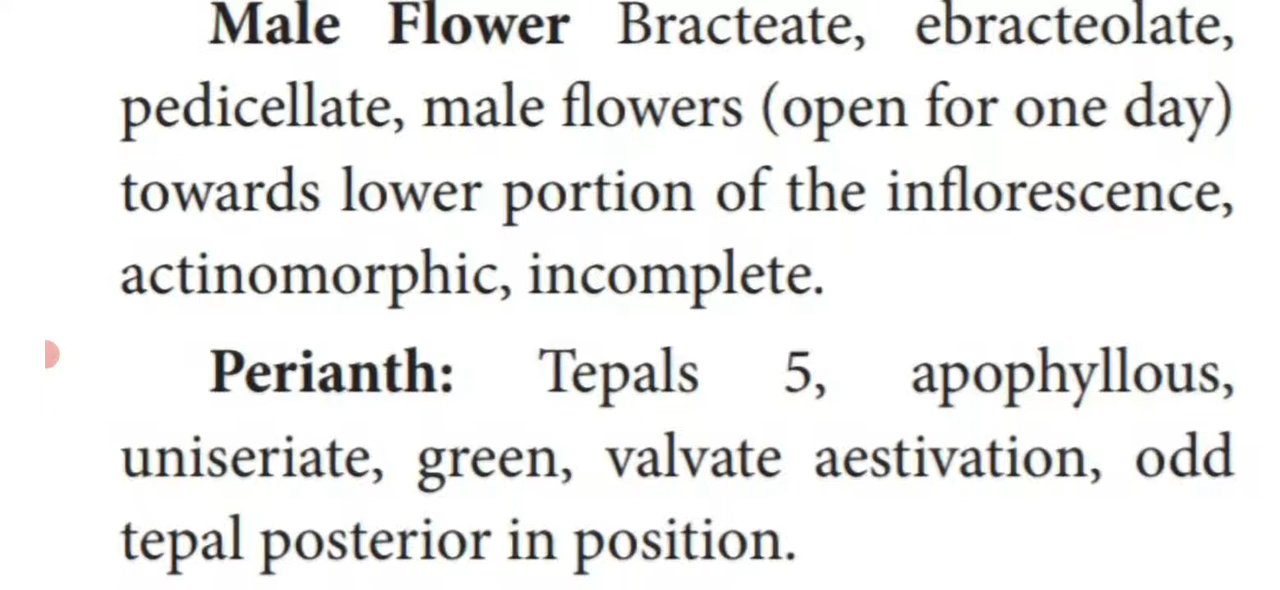 Male Flower Bracteate, ebracteolate,
pedicellate, male flowers (open for one day)
towards lower portion of the inflorescence,
actinomorphic, incomplete.
Perianth: Tepals 5, apophyllous,
uniseriate, green, valvate aestivation, odd
tepal posterior in position.